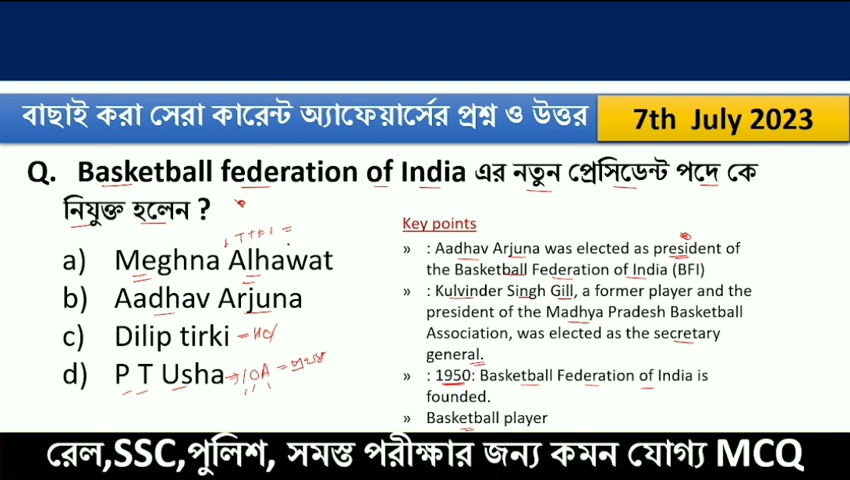 বাছাই করা সেরা কারেন্ট অ্যাফেয়ার্সের প্রশ্ন ও উত্তর
7th July 2023
Q. Basketball federation of India এর নতুন প্রেসিডেন্ট পদে কে
নিযুক্ত হলেন ?
TTFI =
a) Meghna Alhawat
b) Aadhav Arjuna
c) Dilip tirki
d) P T Usha → IOA = প্রথম
Key points
» : Aadhav Arjuna was elected as president of
the Basketball Federation of India (BFI)
» : Kulvinder Singh Gill, a former player and the
president of the Madhya Pradesh Basketball
Association, was elected as the secretary
general.
» : 1950: Basketball Federation of India is
founded.
» Basketball player
রেল,SSC,পুলিশ, সমস্ত পরীক্ষার জন্য কমন যোগ্য MCQ